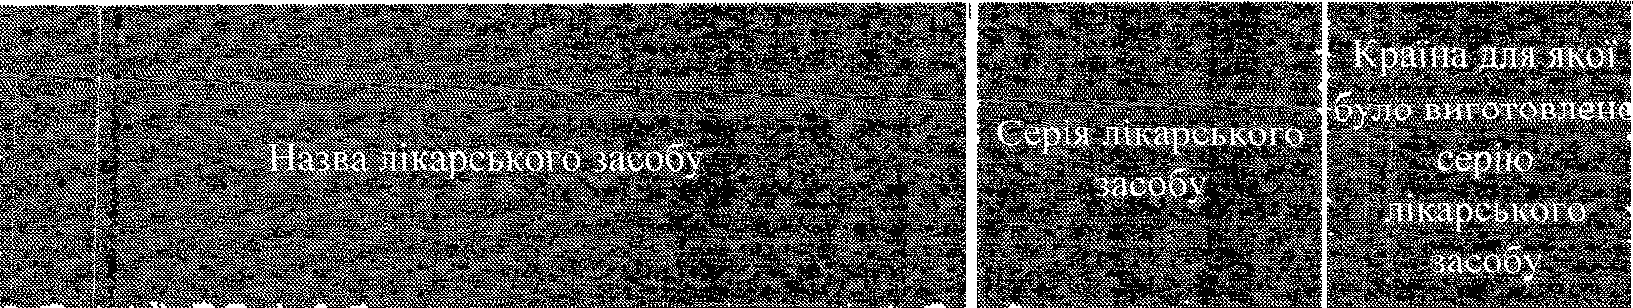 Назва лікарського засобу
Серія лікарського
засобу
Країна для якої
було виготовлено
серію
лікарського
засобу